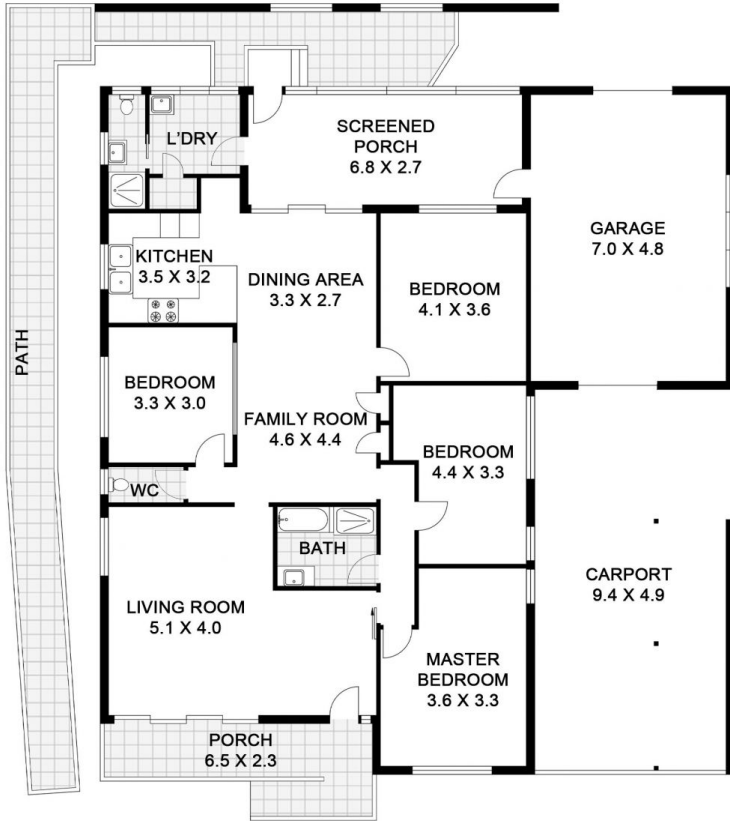 L'DRY
SCREENED
PORCH
6.8 X 2.7
GARAGE
7.0 X 4.8
KITCHEN
3.5 X 3.2
DINING AREA
3.3 X 2.7
BEDROOM
4.1 X 3.6
PATH
BEDROOM
3.3 X 3.0
FAMILY ROOM
4.6 X 4.4
BEDROOM
4.4 X 3.3
WC
BATH
CARPORT
9.4 X 4.9
LIVING ROOM
5.1 X 4.0
MASTER
BEDROOM
3.6 X 3.3
PORCH
6.5 X 2.3